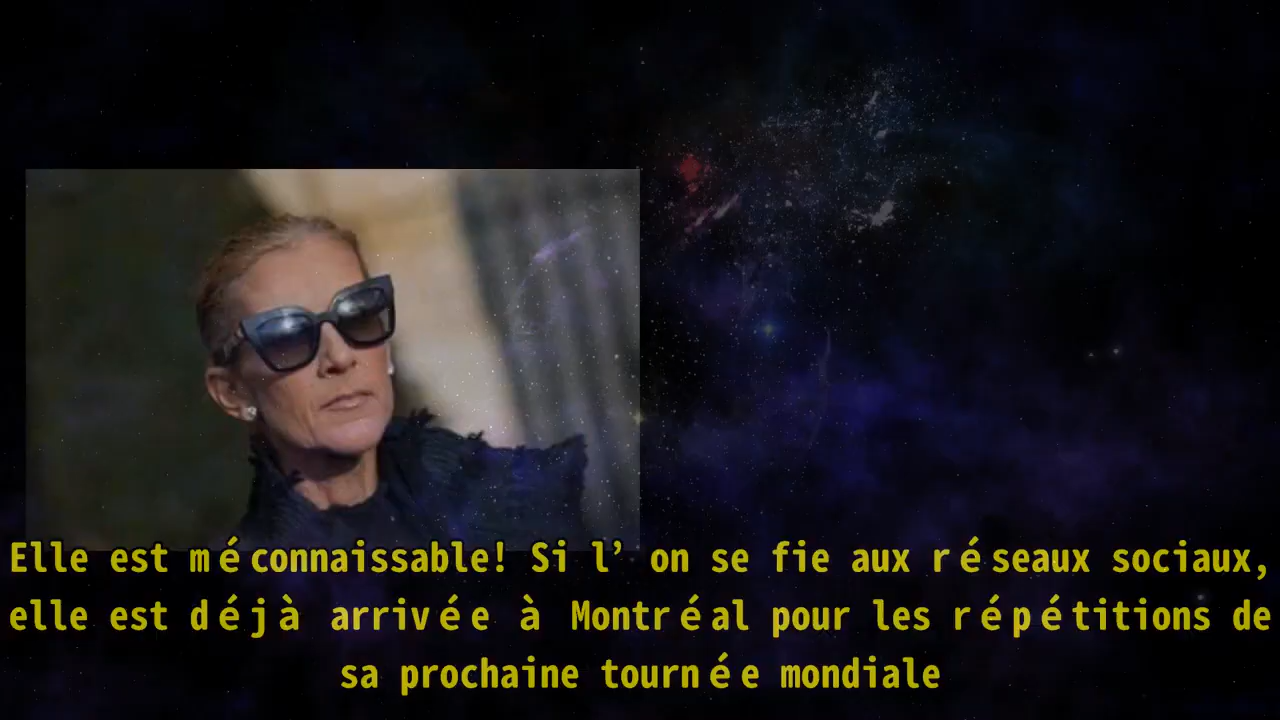 Elle est méconnaissable! Si l’on se fie aux réseaux sociaux,
elle est déjà arrivée à Montréal pour les répétitions de
sa prochaine tournée mondiale